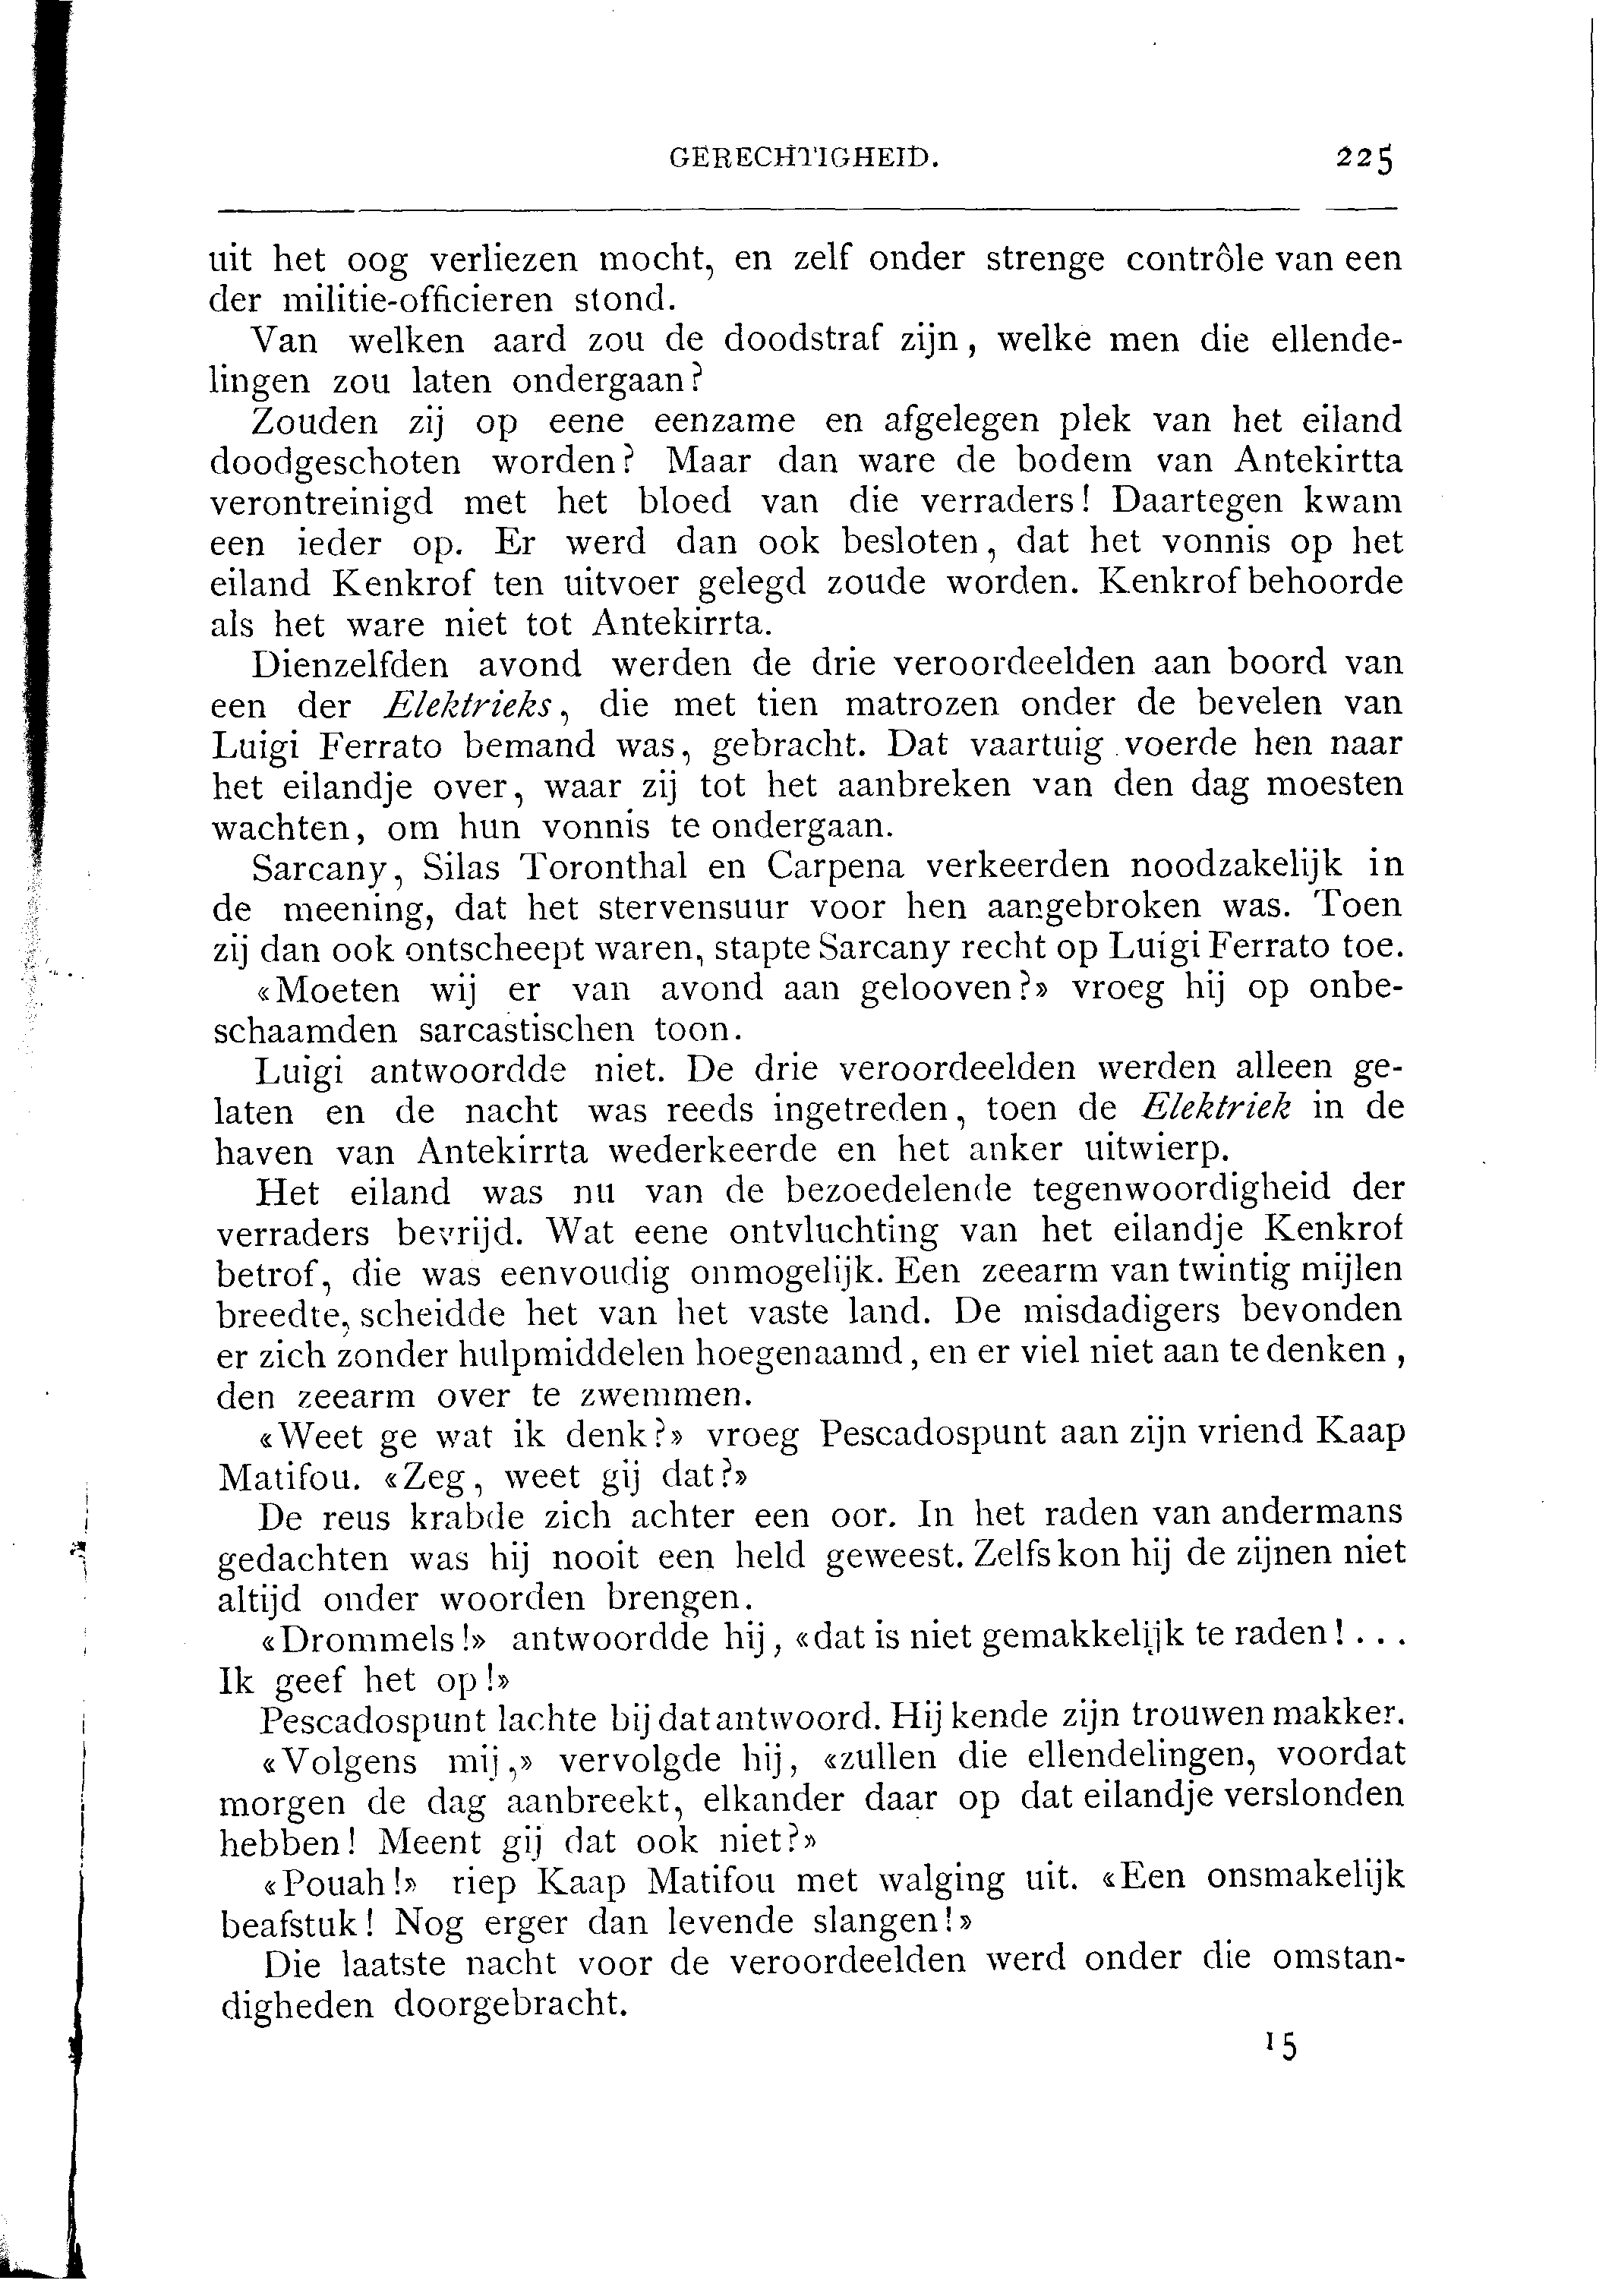 GERECHTIGHEID. 225
uit het oog verliezen mocht, en zelf onder strenge contrôle van een
der militie-officieren stond.
Van welken aard zou de doodstraf zijn, welke men die ellende-
lingen zou laten ondergaan?
Zouden zij op eene eenzame en afgelegen plek van het eiland
doodgeschoten worden? Maar dan ware de bodem van Antekirtta
verontreinigd met het bloed van die verraders! Daartegen kwam
een ieder op. Er werd dan ook besloten, dat het vonnis op het
eiland Kenkrof ten uitvoer gelegd zoude worden. Kenkrof behoorde
als het ware niet tot Antekirrta.
Dienzelfden avond werden de drie veroordeelden aan boord van
een der Elektrieks, die met tien matrozen onder de bevelen van
Luigi Ferrato bemand was, gebracht. Dat vaartuig voerde hen naar
het eilandje over, waar zij tot het aanbreken van den dag moesten
wachten, om hun vonnis te ondergaan.
Sarcany, Silas Toronthal en Carpena verkeerden noodzakelijk in
de meening, dat het stervensuur voor hen aangebroken was. Toen
zij dan ook ontscheept waren, stapte Sarcany recht op Luigi Ferrato toe.
«Moeten wij er van avond aan gelooven?» vroeg hij op onbe-
schaamden sarcastischen toon.
Luigi antwoordde niet. De drie veroordeelden werden alleen ge-
laten en de nacht was reeds ingetreden, toen de Elektriek in de
haven van Antekirrta wederkeerde en het anker uitwierp.
Het eiland was nu van de bezoedelende tegenwoordigheid der
verraders bevrijd. Wat eene ontvluchting van het eilandje Kenkrof
betrof, die was eenvoudig onmogelijk. Een zeearm van twintig mijlen
breedte, scheidde het van het vaste land. De misdadigers bevonden
er zich zonder hulpmiddelen hoegenaamd, en er viel niet aan te denken,
den zeearm over te zwemmen.
«Weet ge wat ik denk?» vroeg Pescadospunt aan zijn vriend Kaap
Matifou. «Zeg, weet gij dat?»
De reus krabde zich achter een oor. In het raden van andermans
gedachten was hij nooit een held geweest. Zelfs kon hij de zijnen niet
altijd onder woorden brengen.
«Drommels!» antwoordde hij, «dat is niet gemakkelijk te raden!...
Ik geef het op!»
Pescadospunt lachte bij dat antwoord. Hij kende zijn trouwen makker.
«Volgens mij,» vervolgde hij, «zullen die ellendelingen, voordat
morgen de dag aanbreekt, elkander daar op dat eilandje verslonden
hebben! Meent gij dat ook niet?»
«Pouah!» riep Kaap Matifou met walging uit. «Een onsmakelijk
beafstuk! Nog erger dan levende slangen!»
Die laatste nacht voor de veroordeelden werd onder die omstan-
digheden doorgebracht.
15